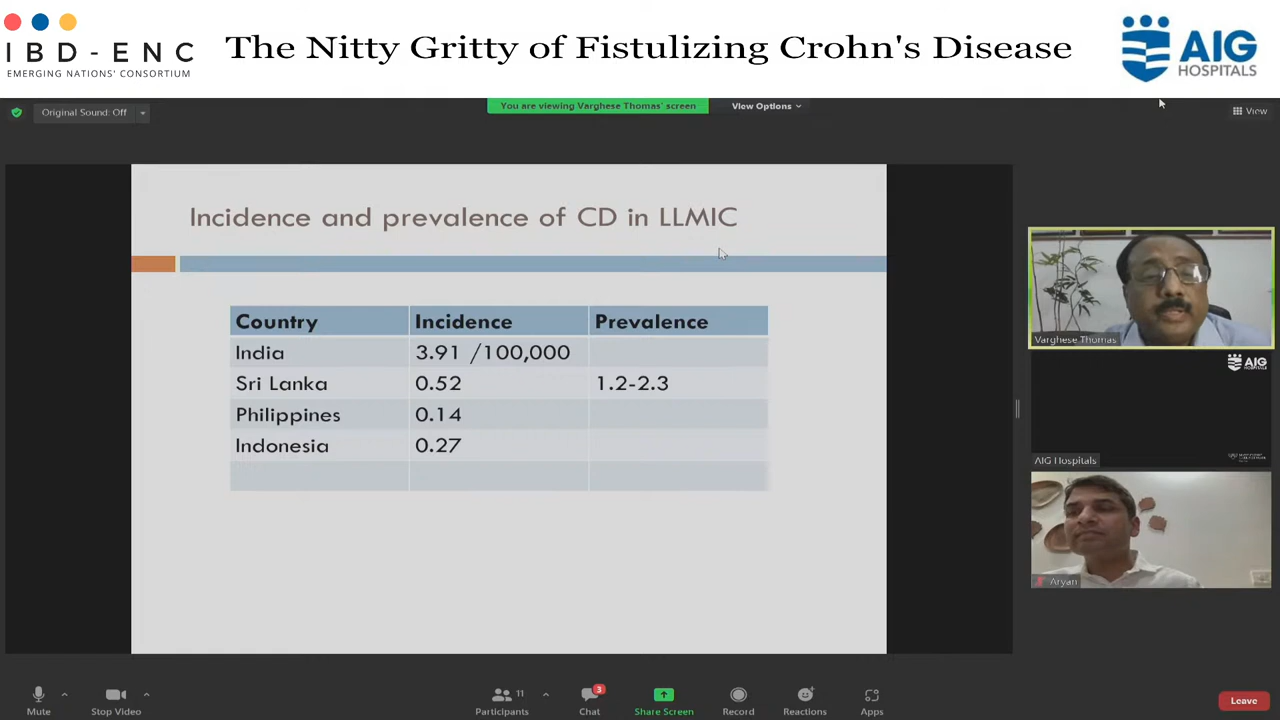 IBD-ENC
EMERGING NATIONS' CONSORTIUM
The Nitty Gritty of Fistulizing Crohn's Disease
AIG
HOSPITALS
Original Sound: Off
You are viewing Varghese Thomas' screen
View Options
View
Incidence and prevalence of CD in LLMIC
Country Incidence Prevalence
India 3.91 /100,000
Sri Lanka 0.52 1.2-2.3
Philippines 0.14
Indonesia 0.27
Varghese Thomas
AIG
HOSPITALS
AIG Hospitals
Aryan
Mute
Stop Video
11
Participants
3
Chat
Share Screen
Record
Reactions
Apps
Leave